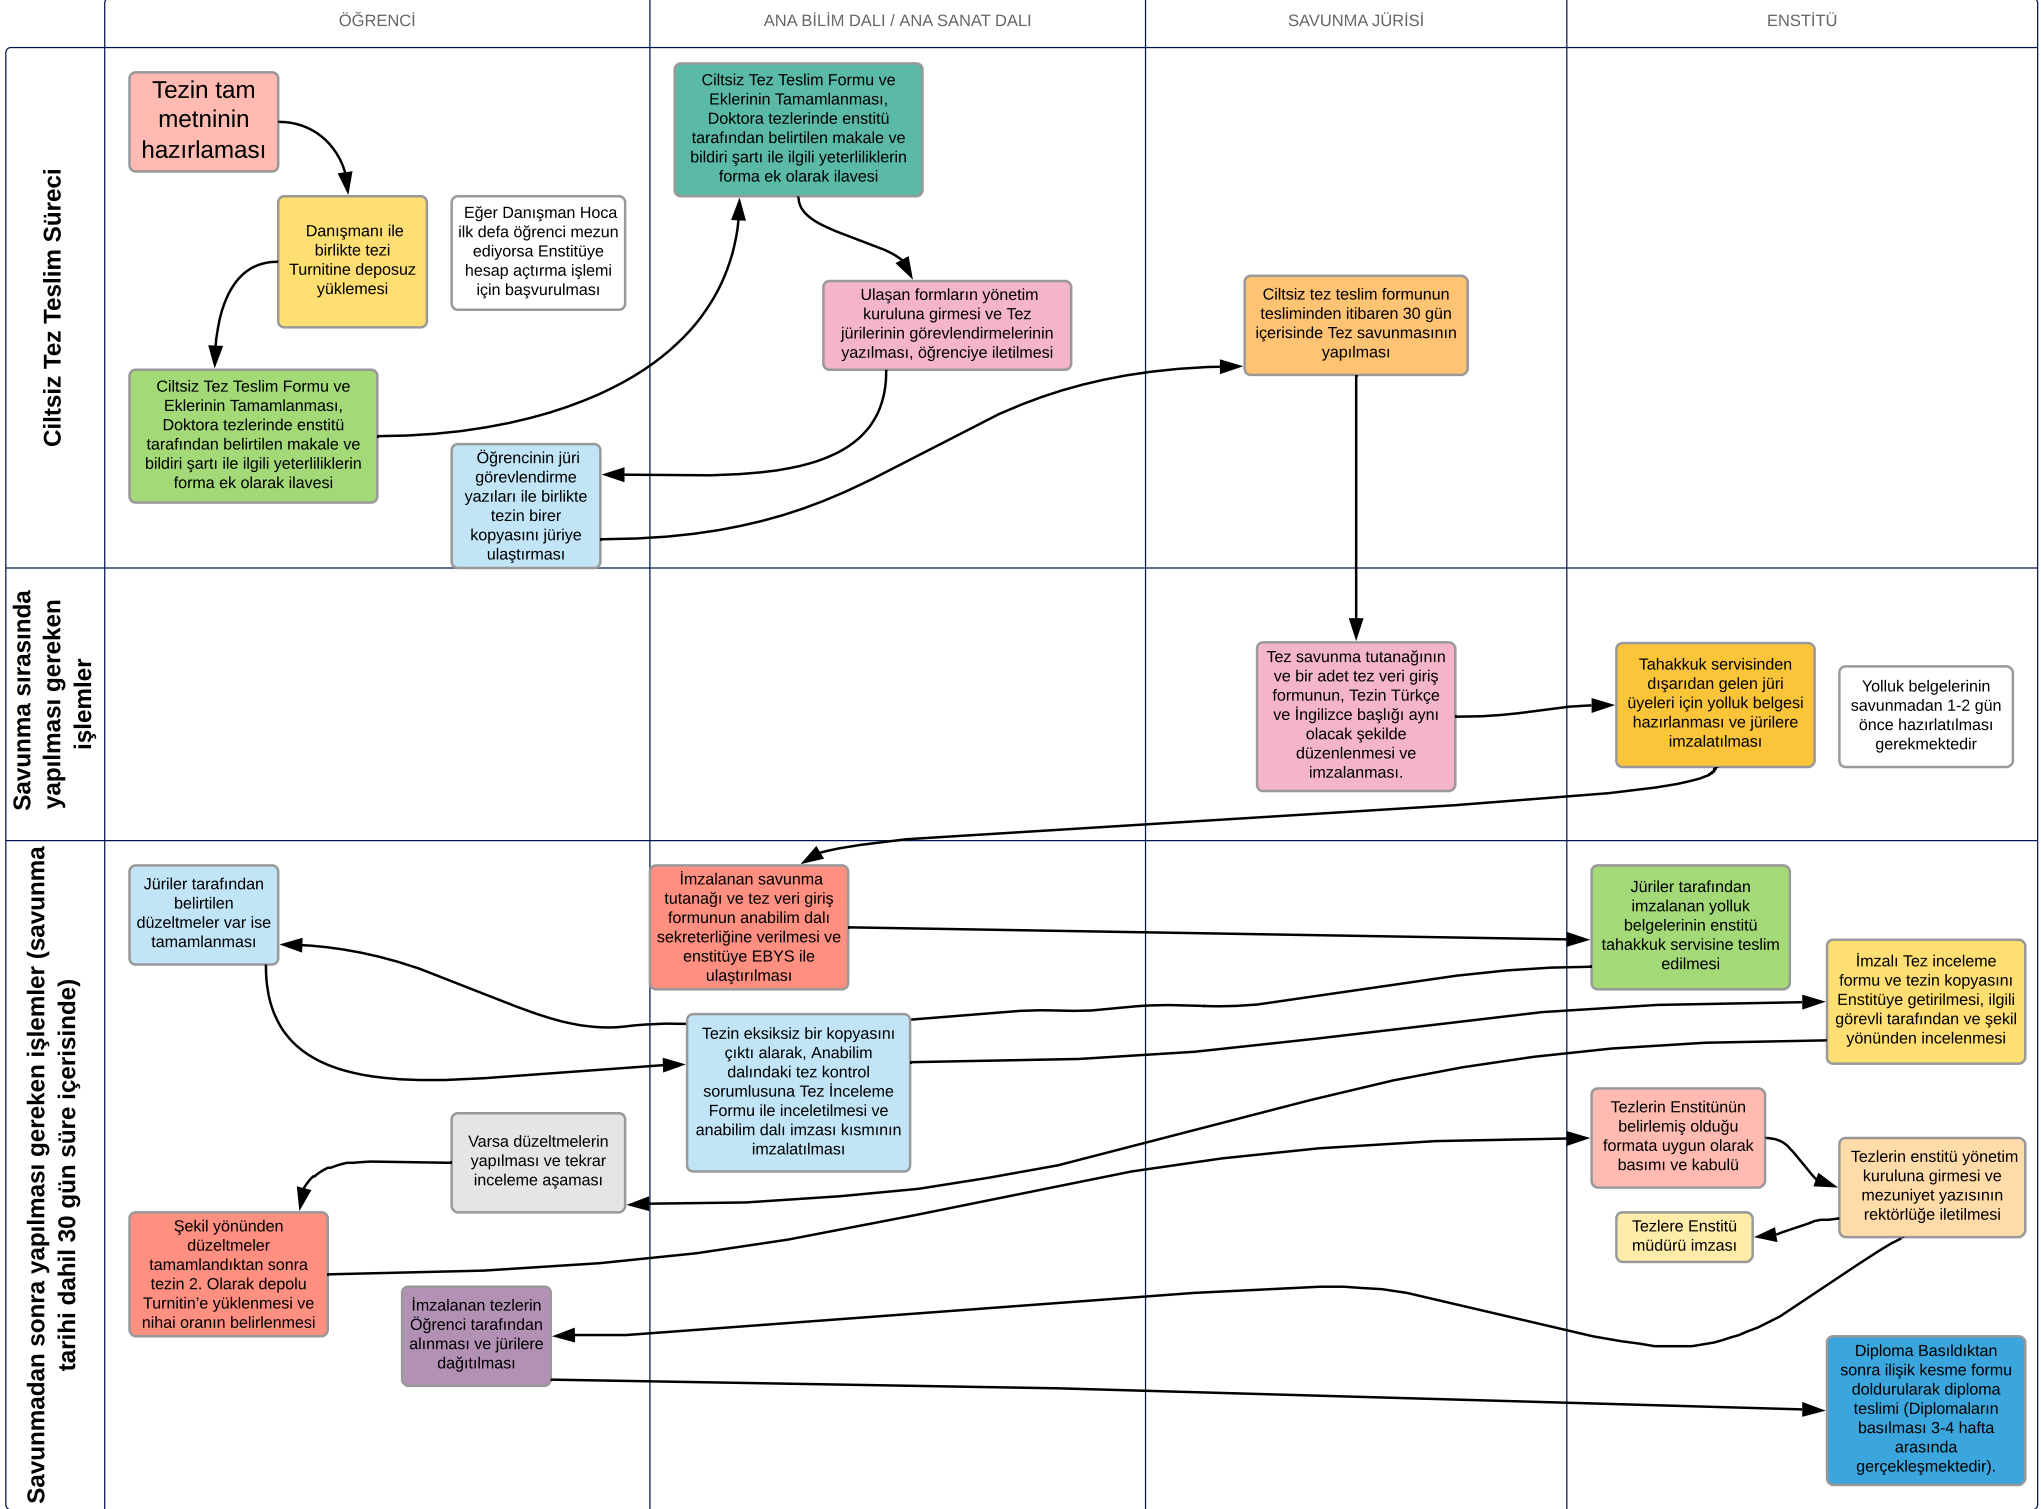 ÖĞRENCİ
ANA BİLİM DALI / ANA SANAT DALI
SAVUNMA JÜRİSİ
ENSTİTÜ
Ciltsiz Tez Teslim Süreci
Tezin tam
metninin
hazırlaması
Danışmanı ile
birlikte tezi
Turnitine deposuz
yüklemesi
Eğer Danışman Hoca
ilk defa öğrenci mezun
ediyorsa Enstitüye
hesap açtırma işlemi
için başvurulması
Ciltsiz Tez Teslim Formu ve
Eklerinin Tamamlanması,
Doktora tezlerinde enstitü
tarafından belirtilen makale ve
bildiri şartı ile ilgili yeterliliklerin
forma ek olarak ilavesi
Ciltsiz Tez Teslim Formu ve
Eklerinin Tamamlanması,
Doktora tezlerinde enstitü
tarafından belirtilen makale ve
bildiri şartı ile ilgili yeterliliklerin
forma ek olarak ilavesi
Ulaşan formların yönetim
kuruluna girmesi ve Tez
jürilerinin görevlendirmelerinin
yazılması, öğrenciye iletilmesi
Öğrencinin jüri
görevlendirme
yazıları ile birlikte
tezin birer
kopyasını jüriye
ulaştırması
Ciltsiz tez teslim formunun
tesliminden itibaren 30 gün
içerisinde Tez savunmasının
yapılması
Savunma sırasında
yapılması gereken
işlemler
Tez savunma tutanağının
ve bir adet tez veri giriş
formunun, Tezin Türkçe
ve İngilizce başlığı aynı
olacak şekilde
düzenlenmesi ve
imzalanması.
Tahakkuk servisinden
dışarıdan gelen jüri
üyeleri için yolluk belgesi
hazırlanması ve jürilere
imzalatılması
Yolluk belgelerinin
savunmadan 1-2 gün
önce hazırlatılması
gerekmektedir
Savunmadan sonra yapılması gereken işlemler (savunma
tarihi dahil 30 gün süre içerisinde)
Jüriler tarafından
belirtilen
düzeltmeler var ise
tamamlanması
İmzalanan savunma
tutanağı ve tez veri giriş
formunun anabilim dalı
sekreterliğine verilmesi ve
enstitüye EBYS ile
ulaştırılması
Jüriler tarafından
imzalanan yolluk
belgelerinin enstitü
tahakkuk servisine teslim
edilmesi
İmzalı Tez inceleme
formu ve tezin kopyasını
Enstitüye getirilmesi, ilgili
görevli tarafından ve şekil
yönünden incelenmesi
Tezin eksiksiz bir kopyasını
çıktı alarak, Anabilim
dalındaki tez kontrol
sorumlusuna Tez İnceleme
Formu ile inceletilmesi ve
anabilim dalı imzası kısmının
imzalatılması
Varsa düzeltmelerin
yapılması ve tekrar
inceleme aşaması
Şekil yönünden
düzeltmeler
tamamlandıktan sonra
tezin 2. Olarak depolu
Turnitin’e yüklenmesi ve
nihai oranın belirlenmesi
Tezlerin Enstitünün
belirlemiş olduğu
formata uygun olarak
basımı ve kabulü
Tezlerin enstitü yönetim
kuruluna girmesi ve
mezuniyet yazısının
rektörlüğe iletilmesi
Tezlere Enstitü
müdürü imzası
İmzalanan tezlerin
Öğrenci tarafından
alınması ve jürilere
dağıtılması
Diploma Basıldıktan
sonra ilişik kesme formu
doldurularak diploma
teslimi (Diplomaların
basılması 3-4 hafta
arasında
gerçekleşmektedir).